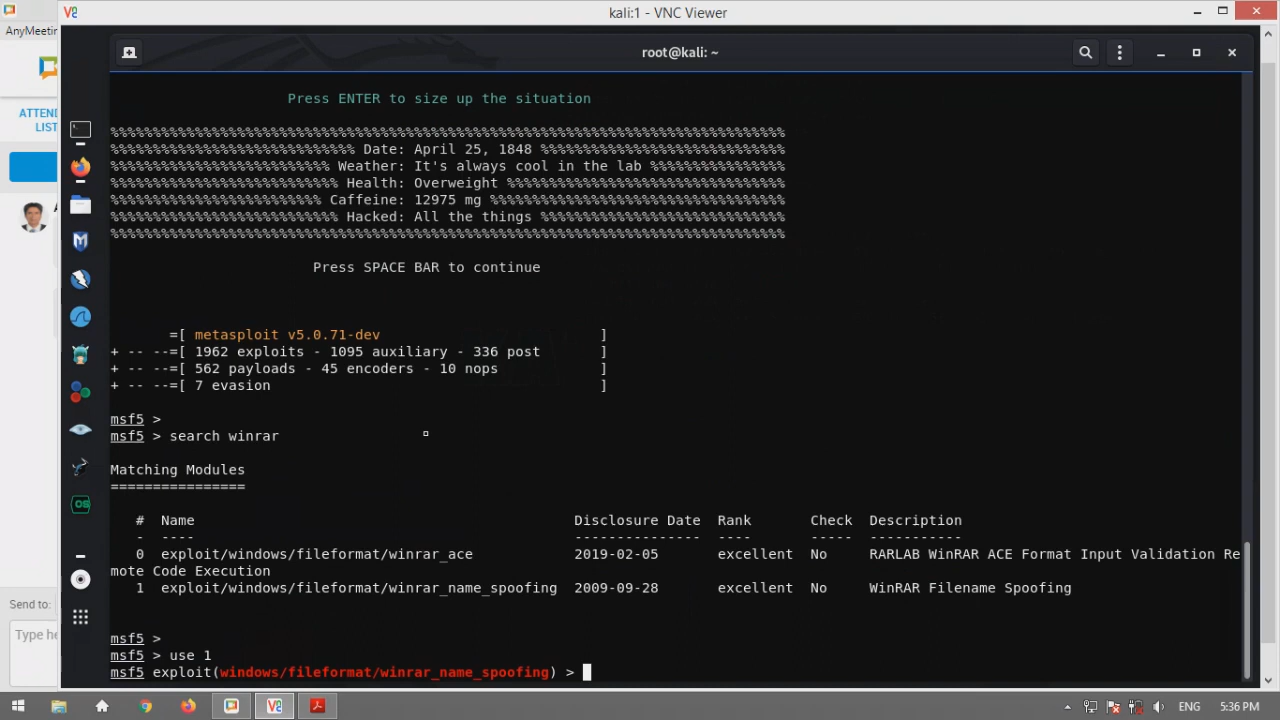 kali:1 - VNC Viewer
AnyMeetin
root@kali: ~
ATTEND
LIST
Press ENTER to size up the situation
%%%%%%%%%%%%%%%%%%%%%%%%%%%%%%%%%%%%%%%%%%%%%%%%%%%%%%%%%%%%%%%%%%%%%%%%%%%%%%%%%%
%%%%%%%%%%%%%%%%%%%%%%%%%%%%% Date: April 25, 1848 %%%%%%%%%%%%%%%%%%%%%%%%%%%%%
%%%%%%%%%%%%%%%%%%%%%%%%%% Weather: It's always cool in the lab %%%%%%%%%%%%%%%%
%%%%%%%%%%%%%%%%%%%%%%%%%%% Health: Overweight %%%%%%%%%%%%%%%%%%%%%%%%%%%%%%%%%
%%%%%%%%%%%%%%%%%%%%%%%%% Caffeine: 12975 mg %%%%%%%%%%%%%%%%%%%%%%%%%%%%%%%%%%%
%%%%%%%%%%%%%%%%%%%%%%%%%%% Hacked: All the things %%%%%%%%%%%%%%%%%%%%%%%%%%%%%
%%%%%%%%%%%%%%%%%%%%%%%%%%%%%%%%%%%%%%%%%%%%%%%%%%%%%%%%%%%%%%%%%%%%%%%%%%%%%%%%%%
Press SPACE BAR to continue
=[ metasploit v5.0.71-dev ]
+ -- --=[ 1962 exploits - 1095 auxiliary - 336 post ]
+ -- --=[ 562 payloads - 45 encoders - 10 nops ]
+ -- --=[ 7 evasion ]
msf5 >
msf5 > search winrar
Matching Modules
================
# Name Disclosure Date Rank Check Description
- ---- --------------- ---- ----- -----------
0 exploit/windows/fileformat/winrar_ace 2019-02-05 excellent No RARLAB WinRAR ACE Format Input Validation Re
mote Code Execution
1 exploit/windows/fileformat/winrar_name_spoofing 2009-09-28 excellent No WinRAR Filename Spoofing
msf5 >
msf5 > use 1
msf5 exploit(windows/fileformat/winrar_name_spoofing) >
Send to:
Type he
ENG
5:36 PM